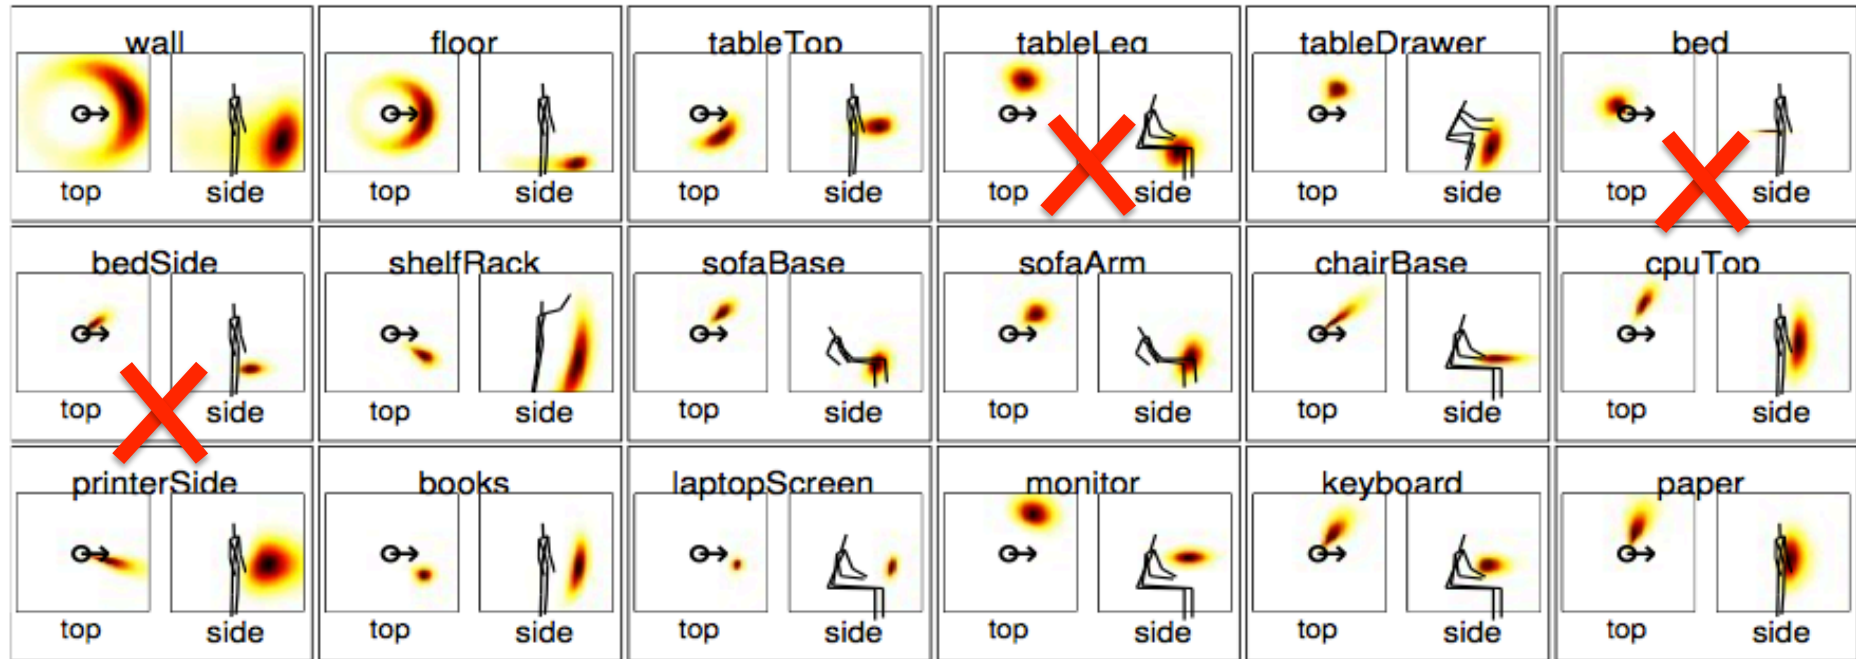 wall floor tableTop tableLeg tableDrawer bed
top side top side top side top side top side top side
bedSide shelfRack sofaBase sofaArm chairBase cpuTop
top side top side top side top side top side top side
printerSide books laptopScreen monitor keyboard paper
top side top side top side top side top side top side